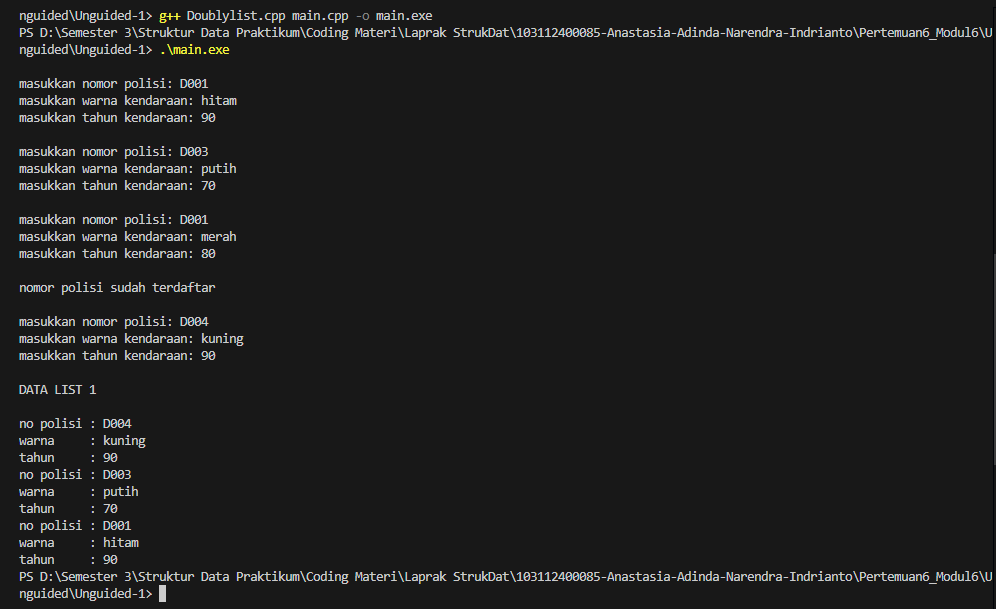 nguided\Unguided-1> g++ Doublylist.cpp main.cpp -o main.exe
PS D:\Semester 3\Struktur Data Praktikum\Coding Materi\Laprak StrukDat\103112400085-Anastasia-Adinda-Narendra-Indrianto\Pertemuan6_Modul6\U
nguided\Unguided-1> .\main.exe
masukkan nomor polisi: D001
masukkan warna kendaraan: hitam
masukkan tahun kendaraan: 90
masukkan nomor polisi: D003
masukkan warna kendaraan: putih
masukkan tahun kendaraan: 70
masukkan nomor polisi: D001
masukkan warna kendaraan: merah
masukkan tahun kendaraan: 80
nomor polisi sudah terdaftar
masukkan nomor polisi: D004
masukkan warna kendaraan: kuning
masukkan tahun kendaraan: 90
DATA LIST 1
no polisi : D004
warna     : kuning
tahun     : 90
no polisi : D003
warna     : putih
tahun     : 70
no polisi : D001
warna     : hitam
tahun     : 90
PS D:\Semester 3\Struktur Data Praktikum\Coding Materi\Laprak StrukDat\103112400085-Anastasia-Adinda-Narendra-Indrianto\Pertemuan6_Modul6\U
nguided\Unguided-1>